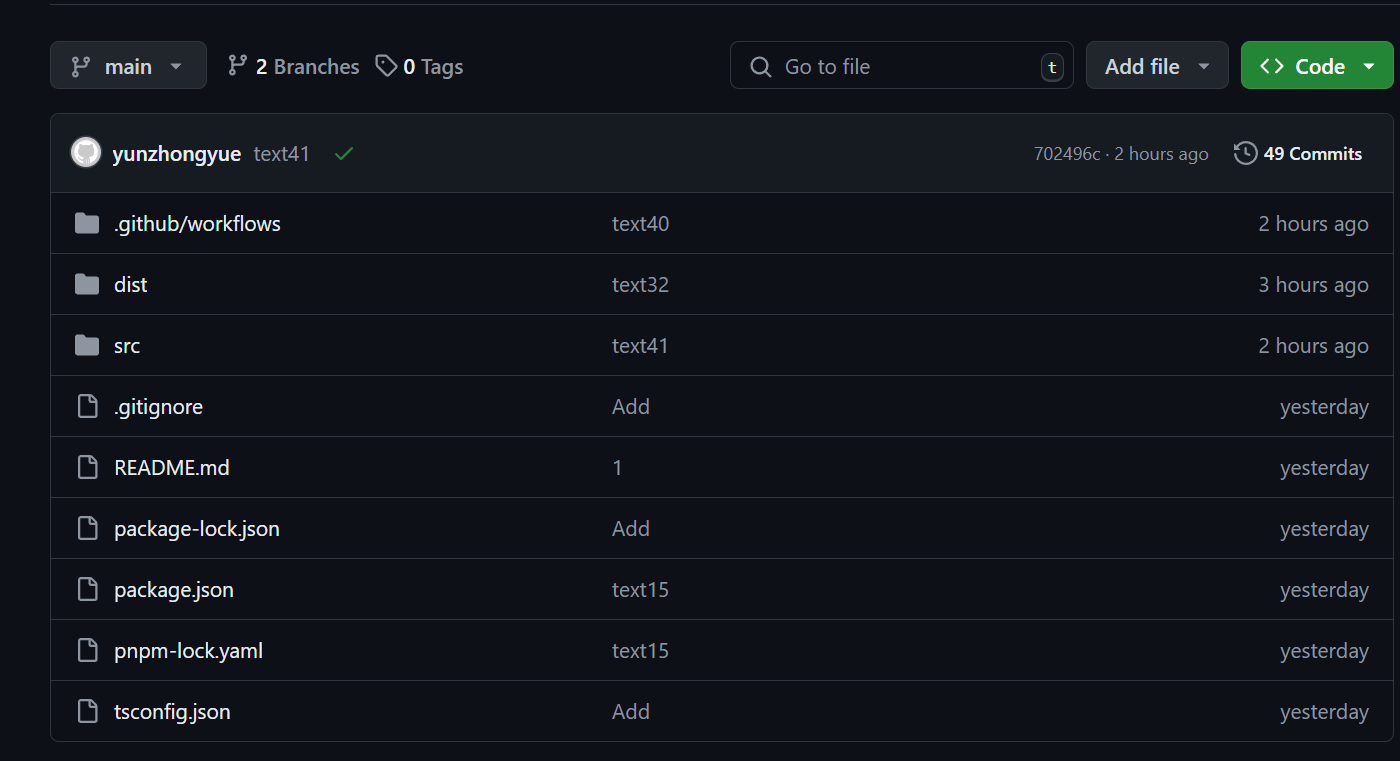 main 2 Branches 0 Tags Go to file t Add file Code
yunzhongyue text41 702496c · 2 hours ago 49 Commits
.github/workflows text40 2 hours ago
dist text32 3 hours ago
src text41 2 hours ago
.gitignore Add yesterday
README.md 1 yesterday
package-lock.json Add yesterday
package.json text15 yesterday
pnpm-lock.yaml text15 yesterday
tsconfig.json Add yesterday